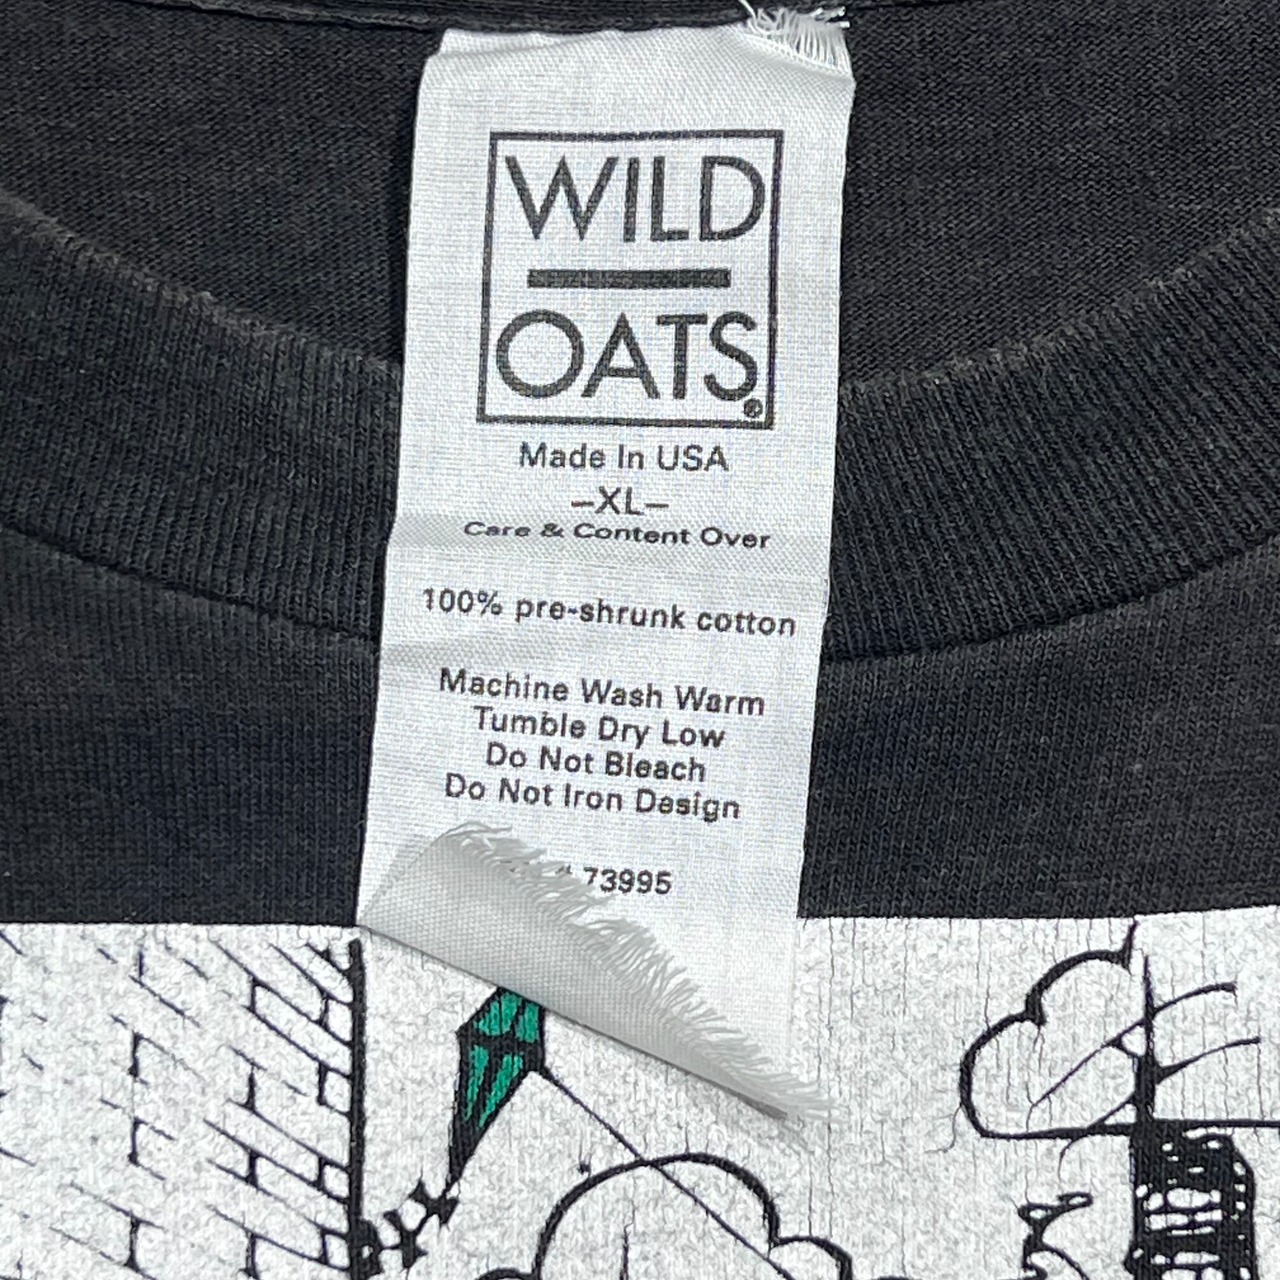 WILD
OATS®
Made In USA
–XL–
Care & Content Over
100% pre-shrunk cotton
Machine Wash Warm
Tumble Dry Low
Do Not Bleach
Do Not Iron Design
73995